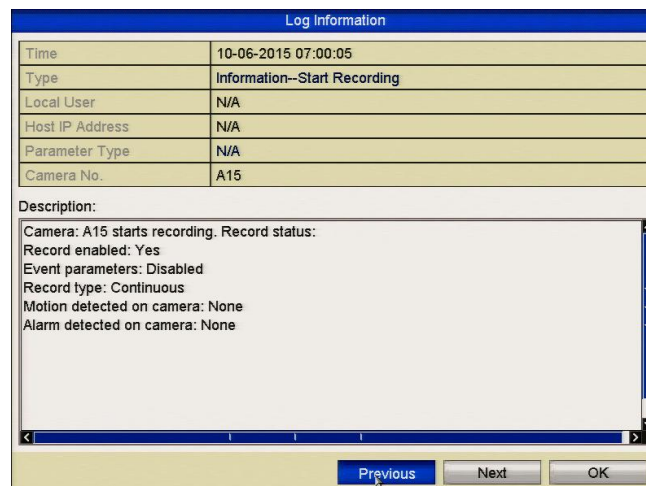 Log Information
Time 10-06-2015 07:00:05
Type Information--Start Recording
Local User N/A
Host IP Address N/A
Parameter Type N/A
Camera No. A15
Description:
Camera: A15 starts recording. Record status:
Record enabled: Yes
Event parameters: Disabled
Record type: Continuous
Motion detected on camera: None
Alarm detected on camera: None
Previous Next OK